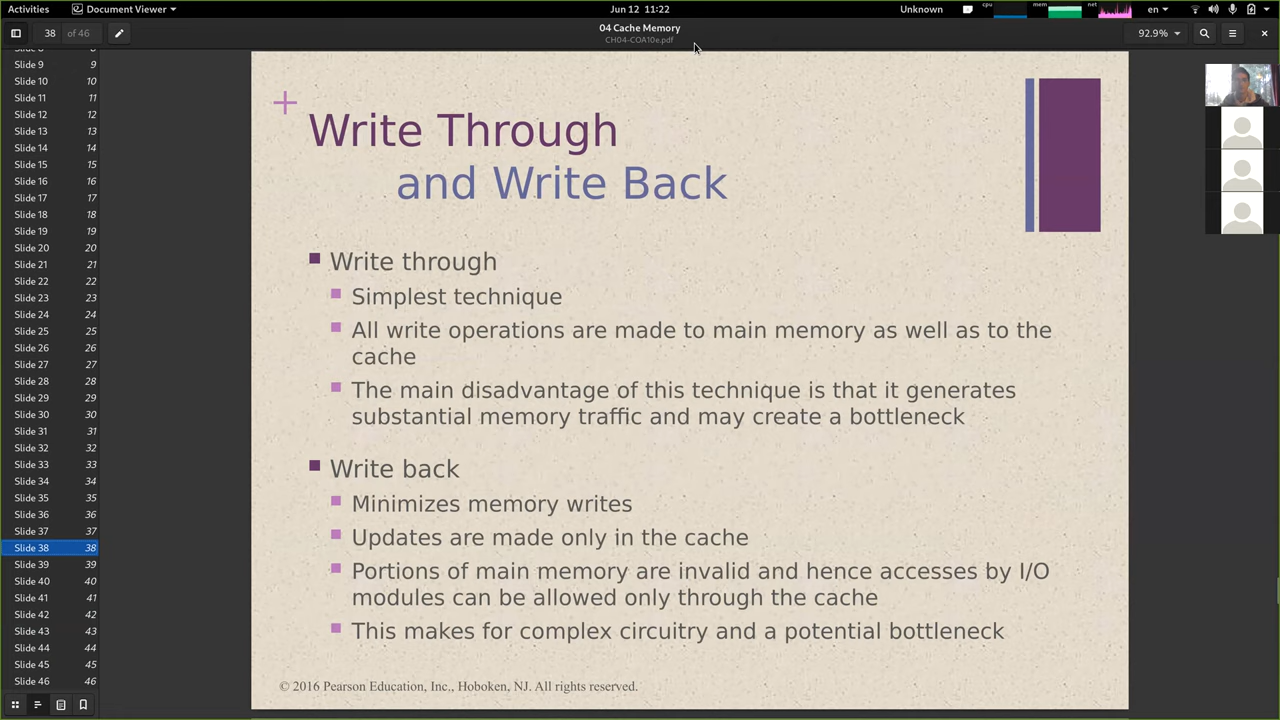 Activities
Document Viewer
Jun 12 11:22
Unknown
cpu
mem
net
en
38 of 46
04 Cache Memory
CH04-COA10e.pdf
92.9%
Slide 9 9
Slide 10 10
Slide 11 11
Slide 12 12
Slide 13 13
Slide 14 14
Slide 15 15
Slide 16 16
Slide 17 17
Slide 18 18
Slide 19 19
Slide 20 20
Slide 21 21
Slide 22 22
Slide 23 23
Slide 24 24
Slide 25 25
Slide 26 26
Slide 27 27
Slide 28 28
Slide 29 29
Slide 30 30
Slide 31 31
Slide 32 32
Slide 33 33
Slide 34 34
Slide 35 35
Slide 36 36
Slide 37 37
Slide 38 38
Slide 39 39
Slide 40 40
Slide 41 41
Slide 42 42
Slide 43 43
Slide 44 44
Slide 45 45
Slide 46 46
+
Write Through
and Write Back
Write through
Simplest technique
All write operations are made to main memory as well as to the
cache
The main disadvantage of this technique is that it generates
substantial memory traffic and may create a bottleneck
Write back
Minimizes memory writes
Updates are made only in the cache
Portions of main memory are invalid and hence accesses by I/O
modules can be allowed only through the cache
This makes for complex circuitry and a potential bottleneck
© 2016 Pearson Education, Inc., Hoboken, NJ. All rights reserved.